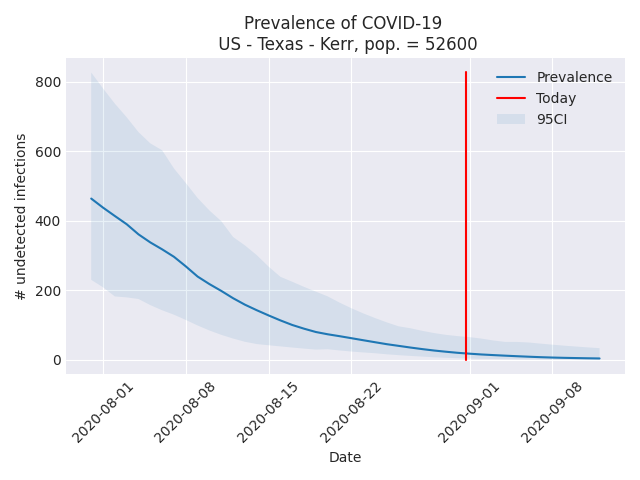 Prevalence of COVID-19
US - Texas - Kerr, pop. = 52600
Prevalence
Today
95CI
# undetected infections
800
600
400
200
0
2020-08-01
2020-08-08
2020-08-15
2020-08-22
2020-09-01
2020-09-08
Date